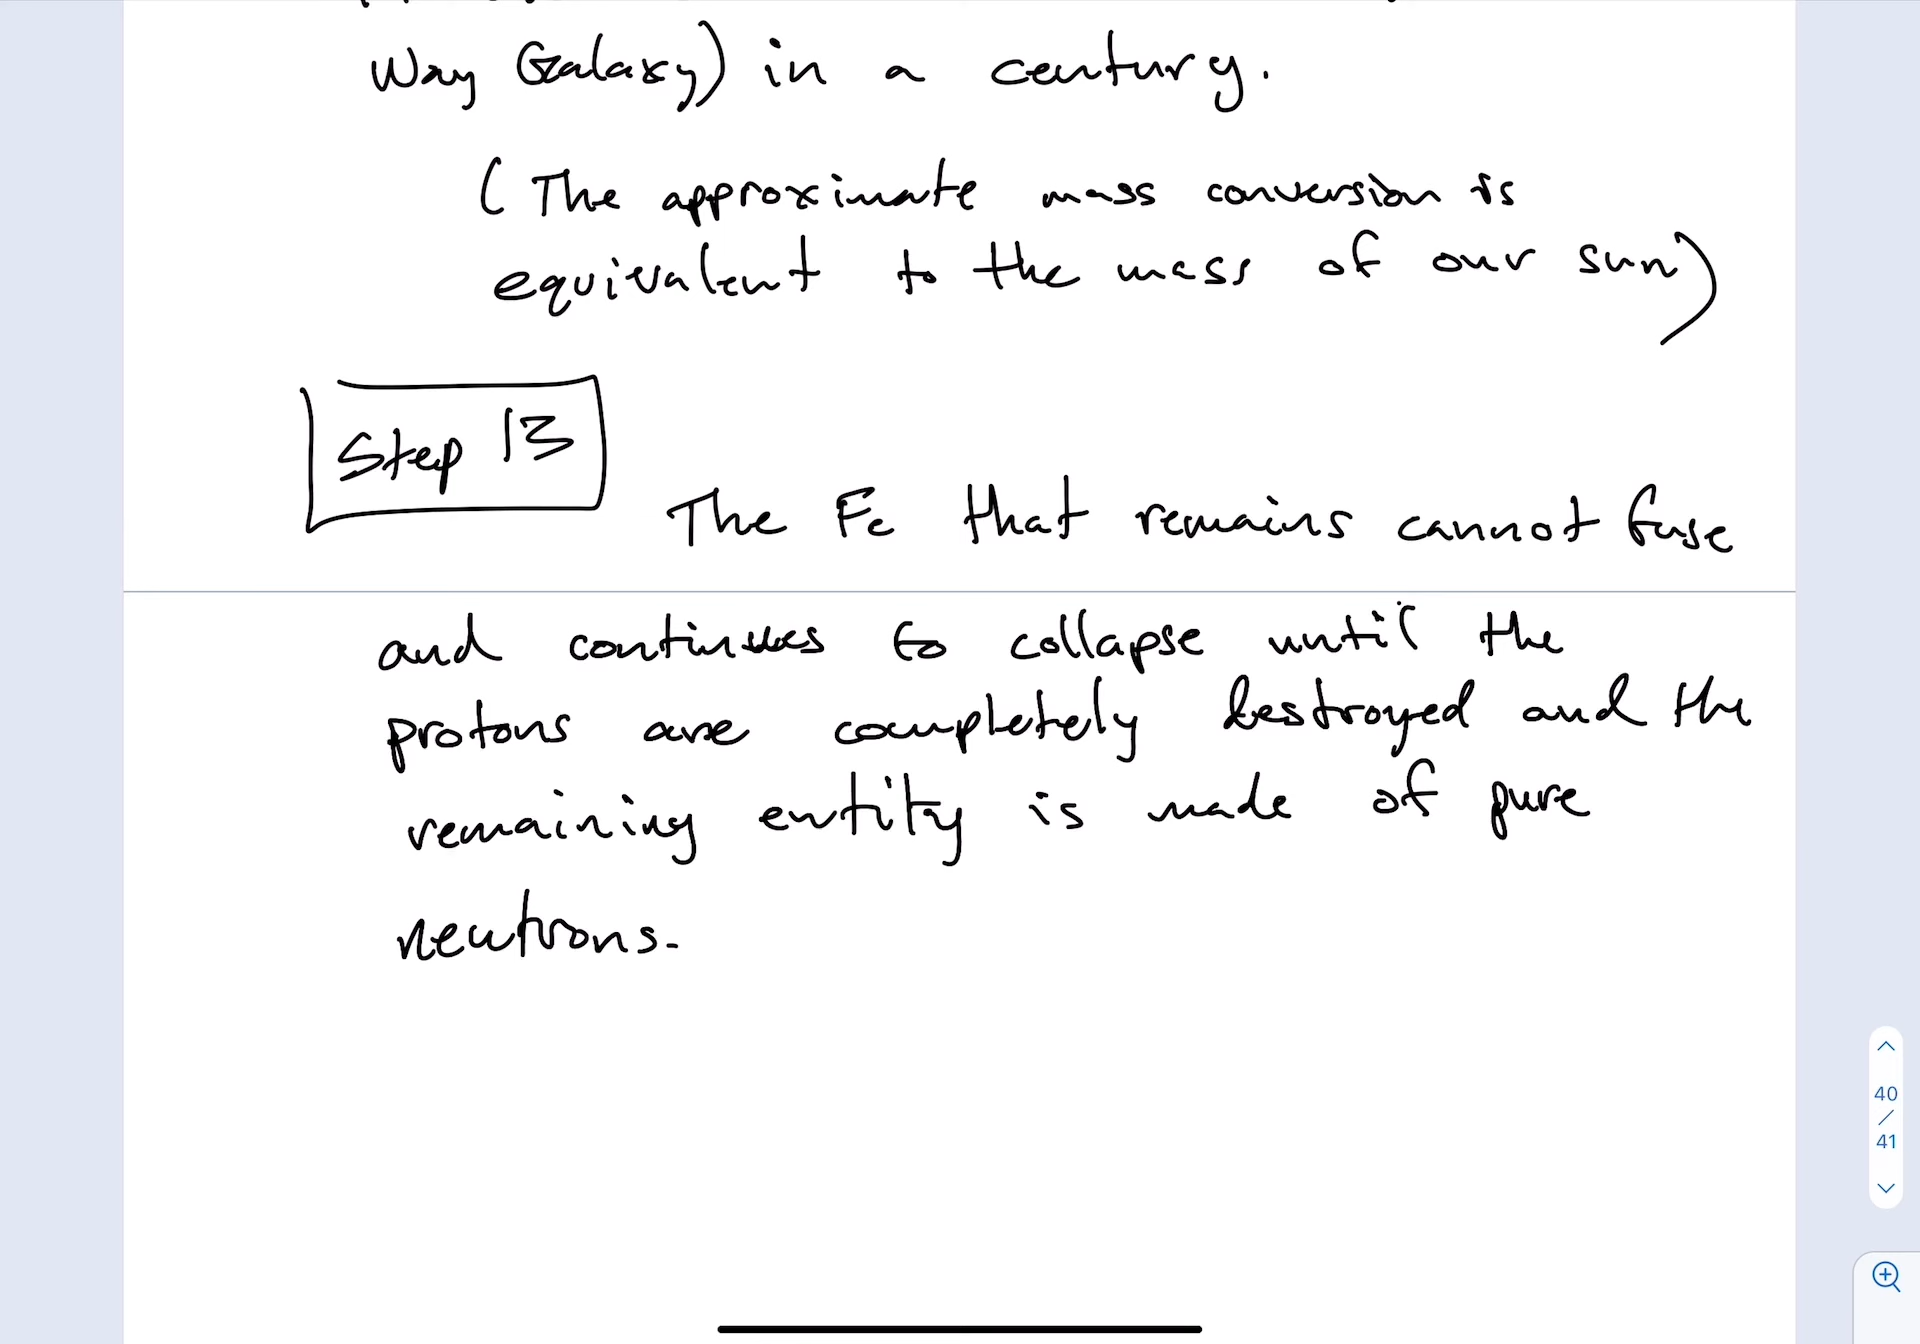 Way Galaxy) in a century.
(The approximate mass conversion is
equivalent to the mass of our sun)
Step 13
The Fe that remains cannot fuse
and continues to collapse until the
protons are completely destroyed and the
remaining entity is made of pure
neutrons.
40
/
41